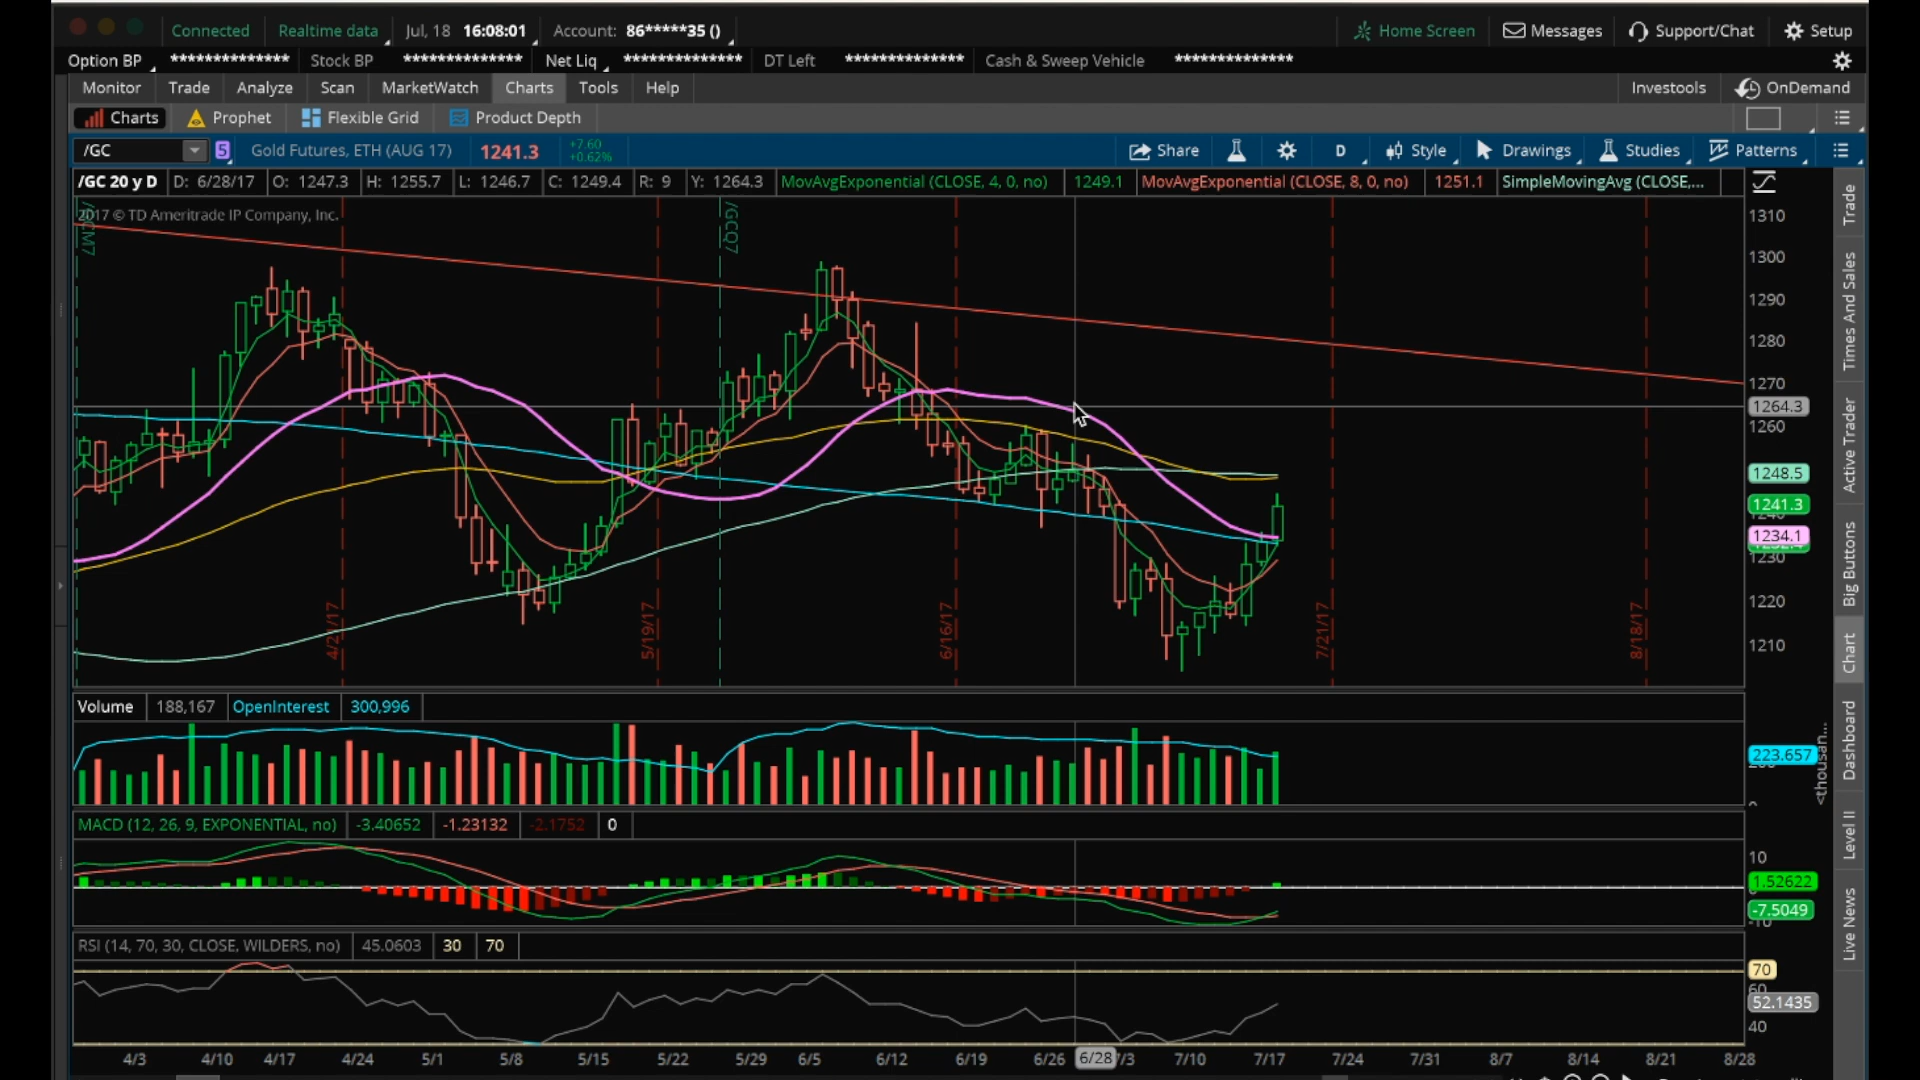 Connected Realtime data Jul, 18 16:08:01 Account: 86*****35 () Home Screen Messages Support/Chat Setup
Option BP ************** Stock BP ************** Net Liq ************** DT Left ************** Cash & Sweep Vehicle **************
Monitor Trade Analyze Scan MarketWatch Charts Tools Help Investools OnDemand
Charts Prophet Flexible Grid Product Depth
/GC 5 Gold Futures, ETH (AUG 17) 1241.3 +7.60 +0.62% Share D Style Drawings Studies Patterns
/GC 20 y D D: 6/28/17 O: 1247.3 H: 1255.7 L: 1246.7 C: 1249.4 R: 9 Y: 1264.3 MovAvgExponential (CLOSE, 4, 0, no) 1249.1 MovAvgExponential (CLOSE, 8, 0, no) 1251.1 SimpleMovingAvg (CLOSE,...
2017 © TD Ameritrade IP Company, Inc.
/GCQ7
1310
1300
1290
1280
1270
1264.3
1260
1248.5
1241.3
1234.1
1230
1220
1210
4/21/17 5/19/17 6/16/17 7/21/17 8/18/17
Volume 188,167 OpenInterest 300,996
223.657
<thousan...
MACD (12, 26, 9, EXPONENTIAL, no) -3.40652 -1.23132 -2.1752 0
10
1.52622
-7.5049
RSI (14, 70, 30, CLOSE, WILDERS, no) 45.0603 30 70
70
52.1435
40
4/3 4/10 4/17 4/24 5/1 5/8 5/15 5/22 5/29 6/5 6/12 6/19 6/26 6/28 7/10 7/17 7/24 7/31 8/7 8/14 8/21 8/28
Trade
Times And Sales
Active Trader
Big Buttons
Chart
Dashboard
Level II
Live News